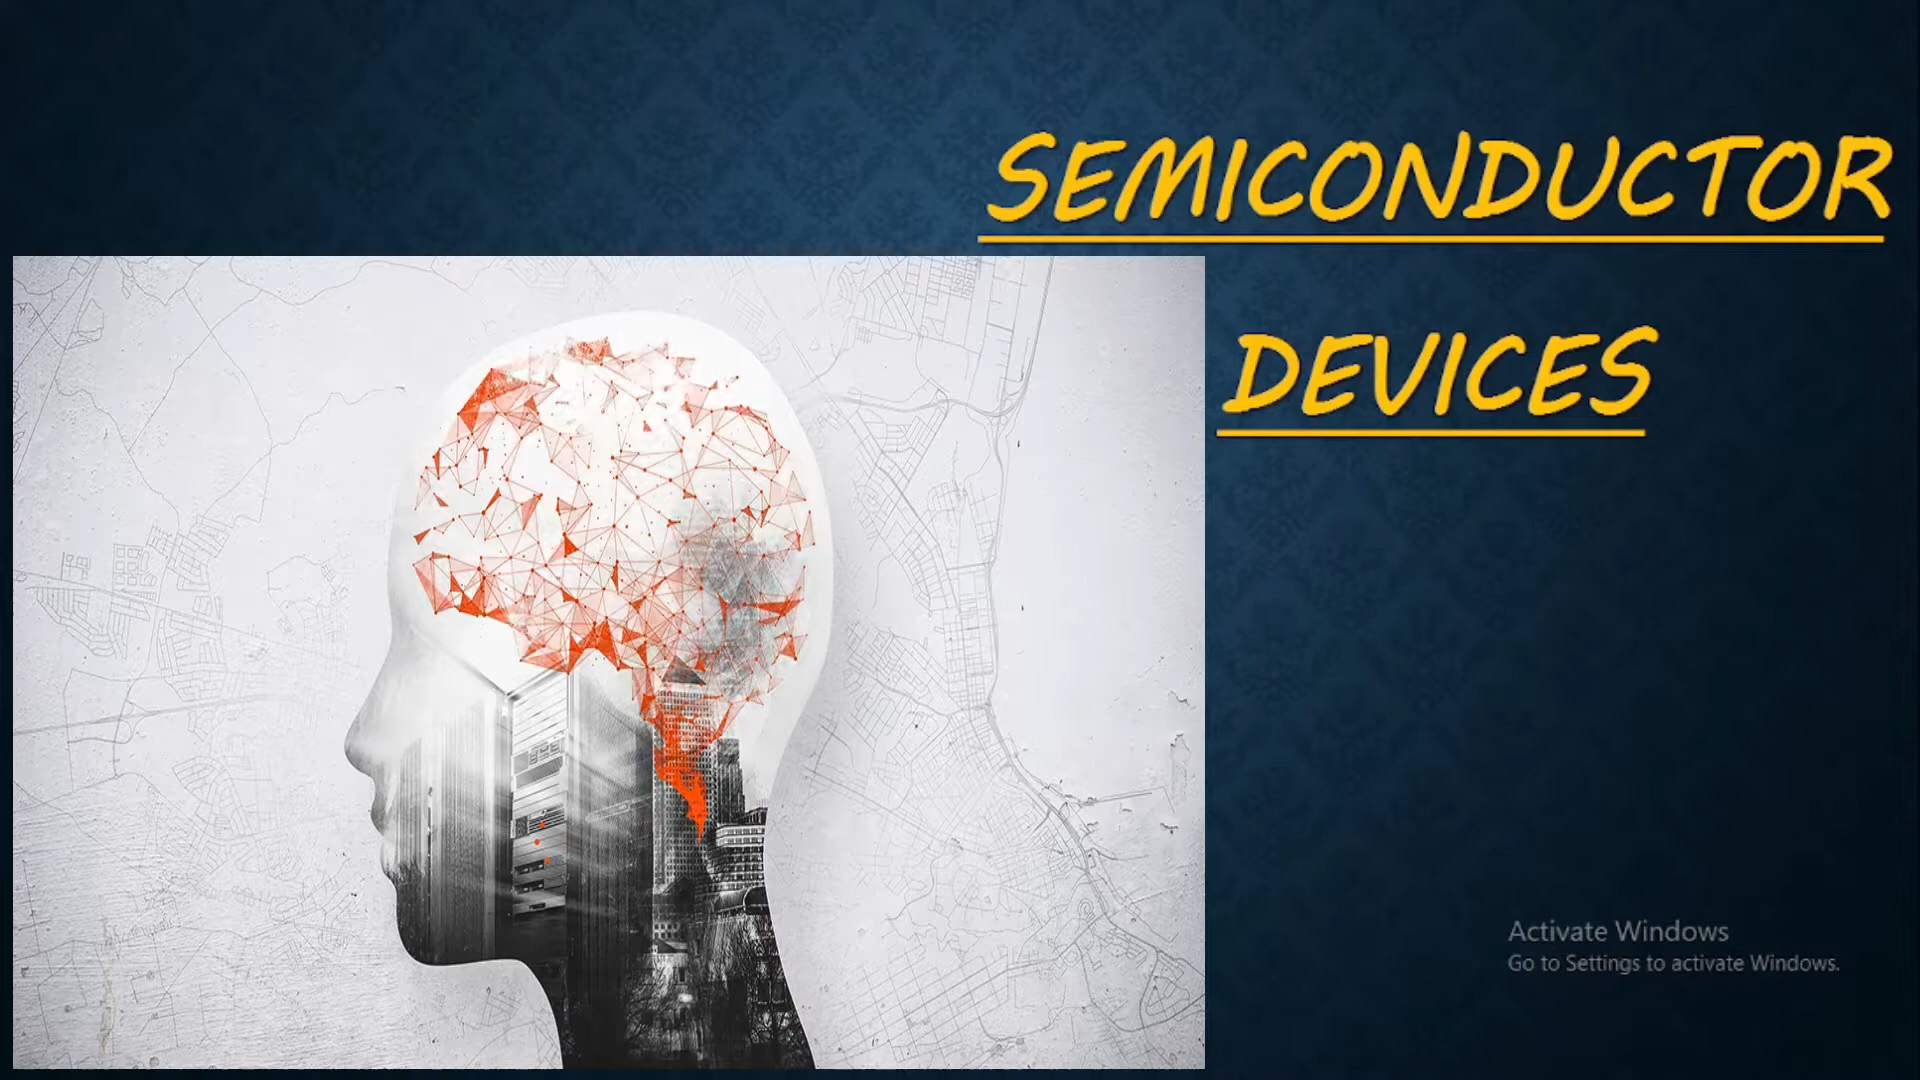 SEMICONDUCTOR
DEVICES
Activate Windows
Go to Settings to activate Windows.